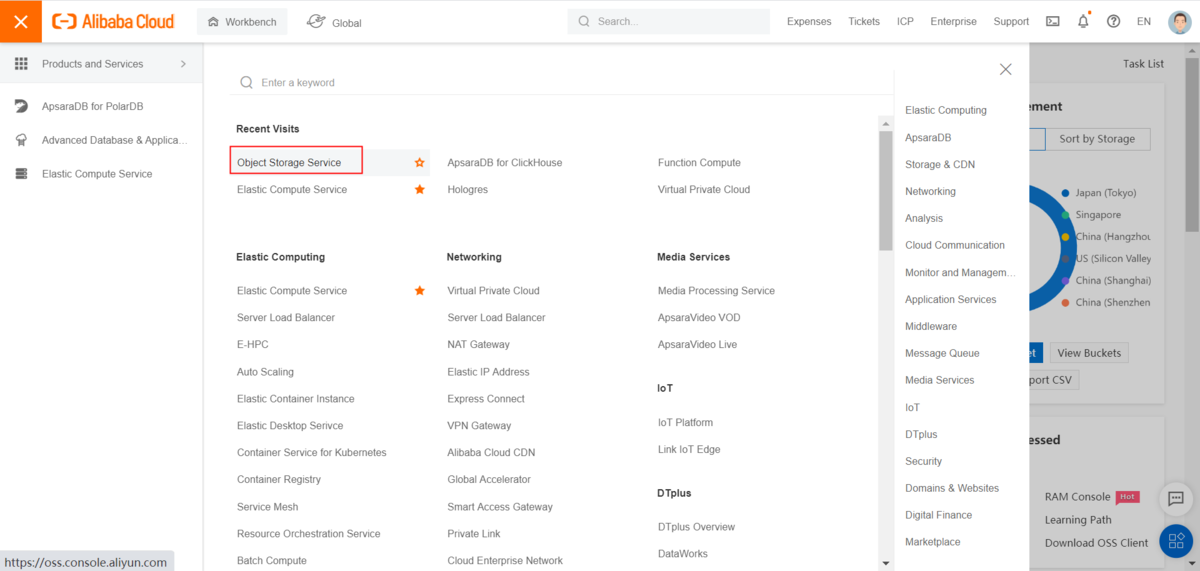 Alibaba Cloud
Workbench
Global
Search...
Expenses
Tickets
ICP
Enterprise
Support
EN
Products and Services
ApsaraDB for PolarDB
Advanced Database & Applica...
Elastic Compute Service
Enter a keyword
Recent Visits
Object Storage Service
ApsaraDB for ClickHouse
Function Compute
Elastic Compute Service
Hologres
Virtual Private Cloud
Elastic Computing
Elastic Compute Service
Server Load Balancer
E-HPC
Auto Scaling
Elastic Container Instance
Elastic Desktop Serivce
Container Service for Kubernetes
Container Registry
Service Mesh
Resource Orchestration Service
Batch Compute
Networking
Virtual Private Cloud
Server Load Balancer
NAT Gateway
Elastic IP Address
Express Connect
VPN Gateway
Alibaba Cloud CDN
Global Accelerator
Smart Access Gateway
Private Link
Cloud Enterprise Network
Media Services
Media Processing Service
ApsaraVideo VOD
ApsaraVideo Live
IoT
IoT Platform
Link IoT Edge
DTplus
DTplus Overview
DataWorks
Elastic Computing
ApsaraDB
Storage & CDN
Networking
Analysis
Cloud Communication
Monitor and Managem...
Application Services
Middleware
Message Queue
Media Services
IoT
DTplus
Security
Domains & Websites
Digital Finance
Marketplace
Task List
ement
Sort by Storage
Japan (Tokyo)
Singapore
China (Hangzhou
US (Silicon Valley
China (Shanghai)
China (Shenzhen
et
View Buckets
port CSV
essed
RAM Console
Hot
Learning Path
Download OSS Client
https://oss.console.aliyun.com